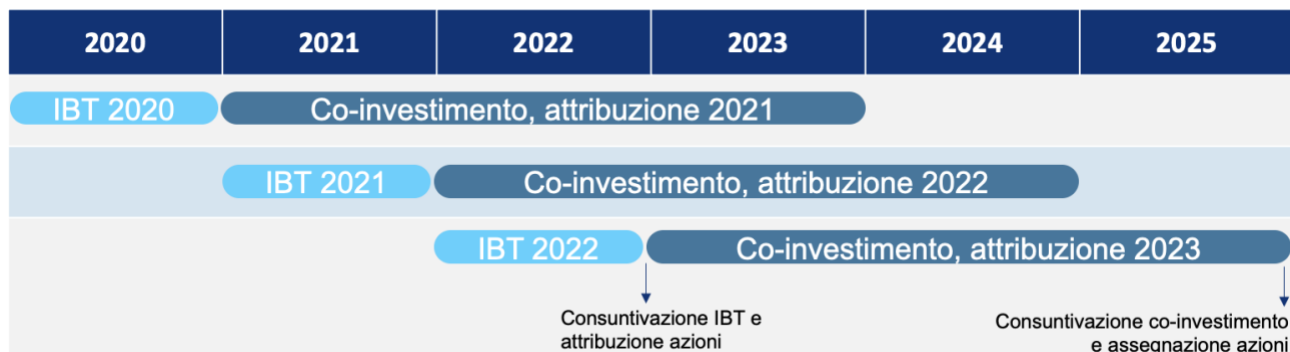 2020 2021 2022 2023 2024 2025
IBT 2020 Co-investimento, attribuzione 2021
IBT 2021 Co-investimento, attribuzione 2022
IBT 2022 Co-investimento, attribuzione 2023
Consuntivazione IBT e
attribuzione azioni
Consuntivazione co-investimento
e assegnazione azioni